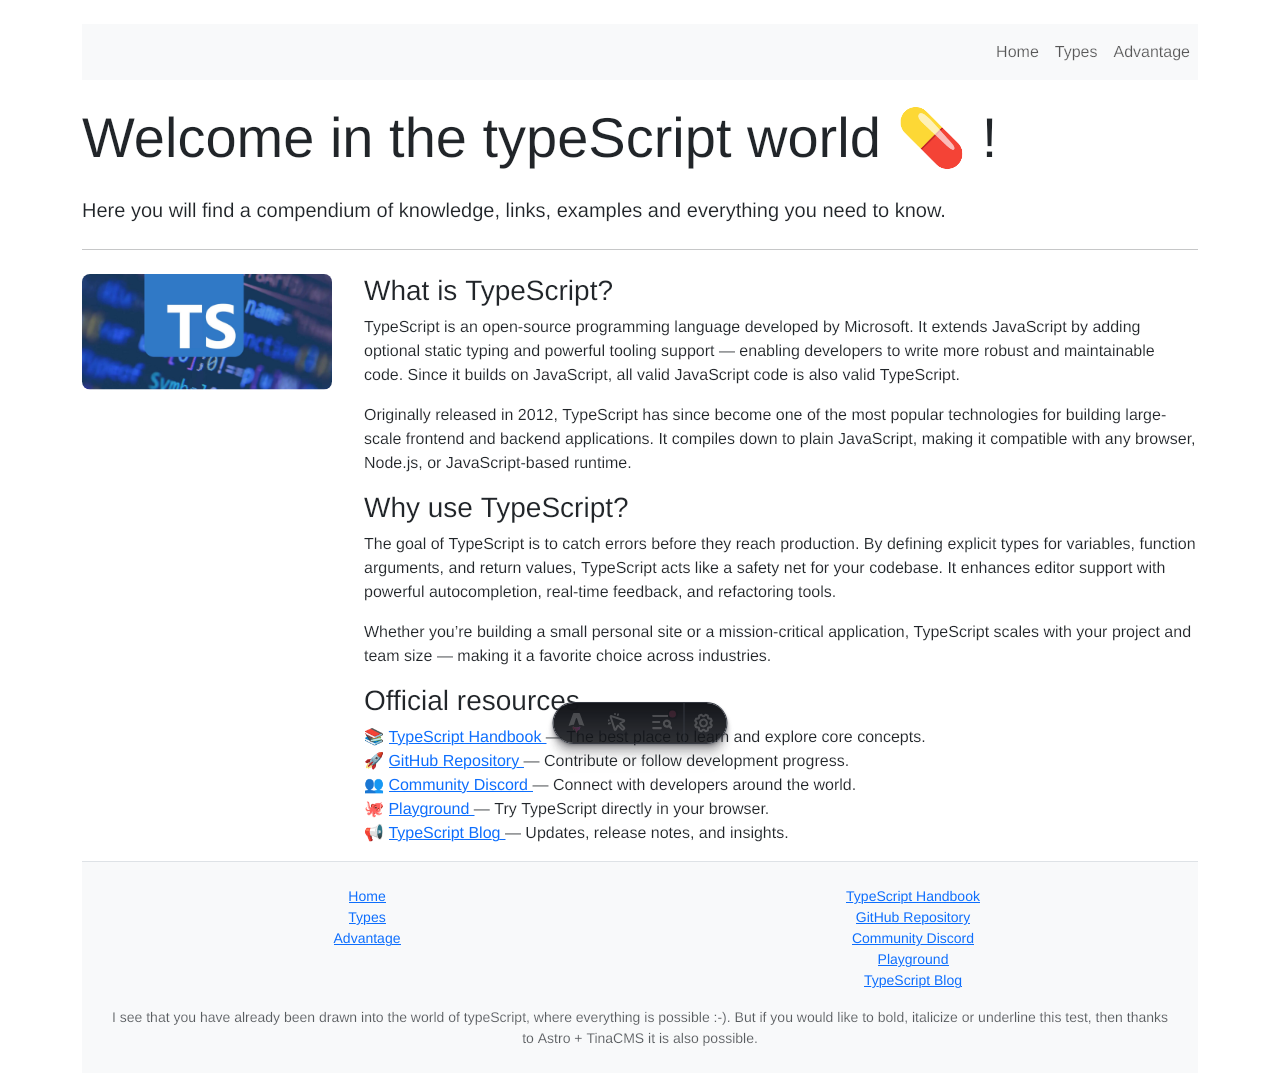 Home Types Advantage
Welcome in the typeScript world 💊 !
Here you will find a compendium of knowledge, links, examples and everything you need to know.
TS
What is TypeScript?
TypeScript is an open-source programming language developed by Microsoft. It extends JavaScript by adding
optional static typing and powerful tooling support — enabling developers to write more robust and maintainable
code. Since it builds on JavaScript, all valid JavaScript code is also valid TypeScript.
Originally released in 2012, TypeScript has since become one of the most popular technologies for building large-
scale frontend and backend applications. It compiles down to plain JavaScript, making it compatible with any browser,
Node.js, or JavaScript-based runtime.
Why use TypeScript?
The goal of TypeScript is to catch errors before they reach production. By defining explicit types for variables, function
arguments, and return values, TypeScript acts like a safety net for your codebase. It enhances editor support with
powerful autocompletion, real-time feedback, and refactoring tools.
Whether you’re building a small personal site or a mission-critical application, TypeScript scales with your project and
team size — making it a favorite choice across industries.
Official resources
📚 TypeScript Handbook — The best place to learn and explore core concepts.
🚀 GitHub Repository — Contribute or follow development progress.
👥 Community Discord — Connect with developers around the world.
🐙 Playground — Try TypeScript directly in your browser.
📢 TypeScript Blog — Updates, release notes, and insights.
Home
Types
Advantage
TypeScript Handbook
GitHub Repository
Community Discord
Playground
TypeScript Blog
I see that you have already been drawn into the world of typeScript, where everything is possible :-). But if you would like to bold, italicize or underline this test, then thanks
to Astro + TinaCMS it is also possible.